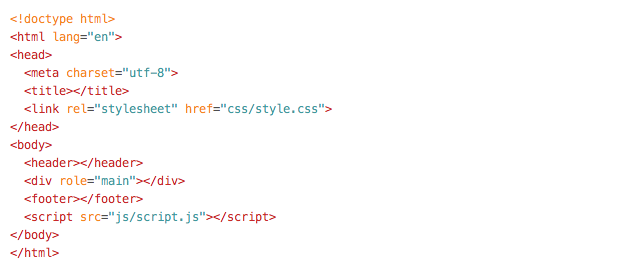 <!doctype html>
<html lang="en">
<head>
  <meta charset="utf-8">
  <title></title>
  <link rel="stylesheet" href="css/style.css">
</head>
<body>
  <header></header>
  <div role="main"></div>
  <footer></footer>
  <script src="js/script.js"></script>
</body>
</html>